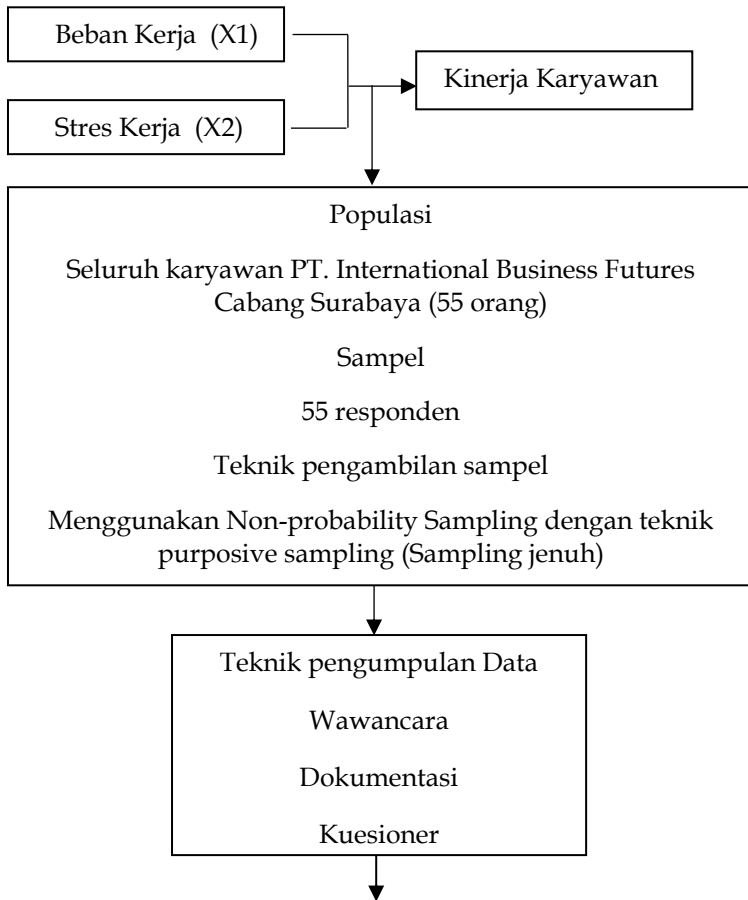 Beban Kerja (X1)
Kinerja Karyawan
Stres Kerja (X2)
Populasi
Seluruh karyawan PT. International Business Futures
Cabang Surabaya (55 orang)
Sampel
55 responden
Teknik pengambilan sampel
Menggunakan Non-probability Sampling dengan teknik
purposive sampling (Sampling jenuh)
Teknik pengumpulan Data
Wawancara
Dokumentasi
Kuesioner